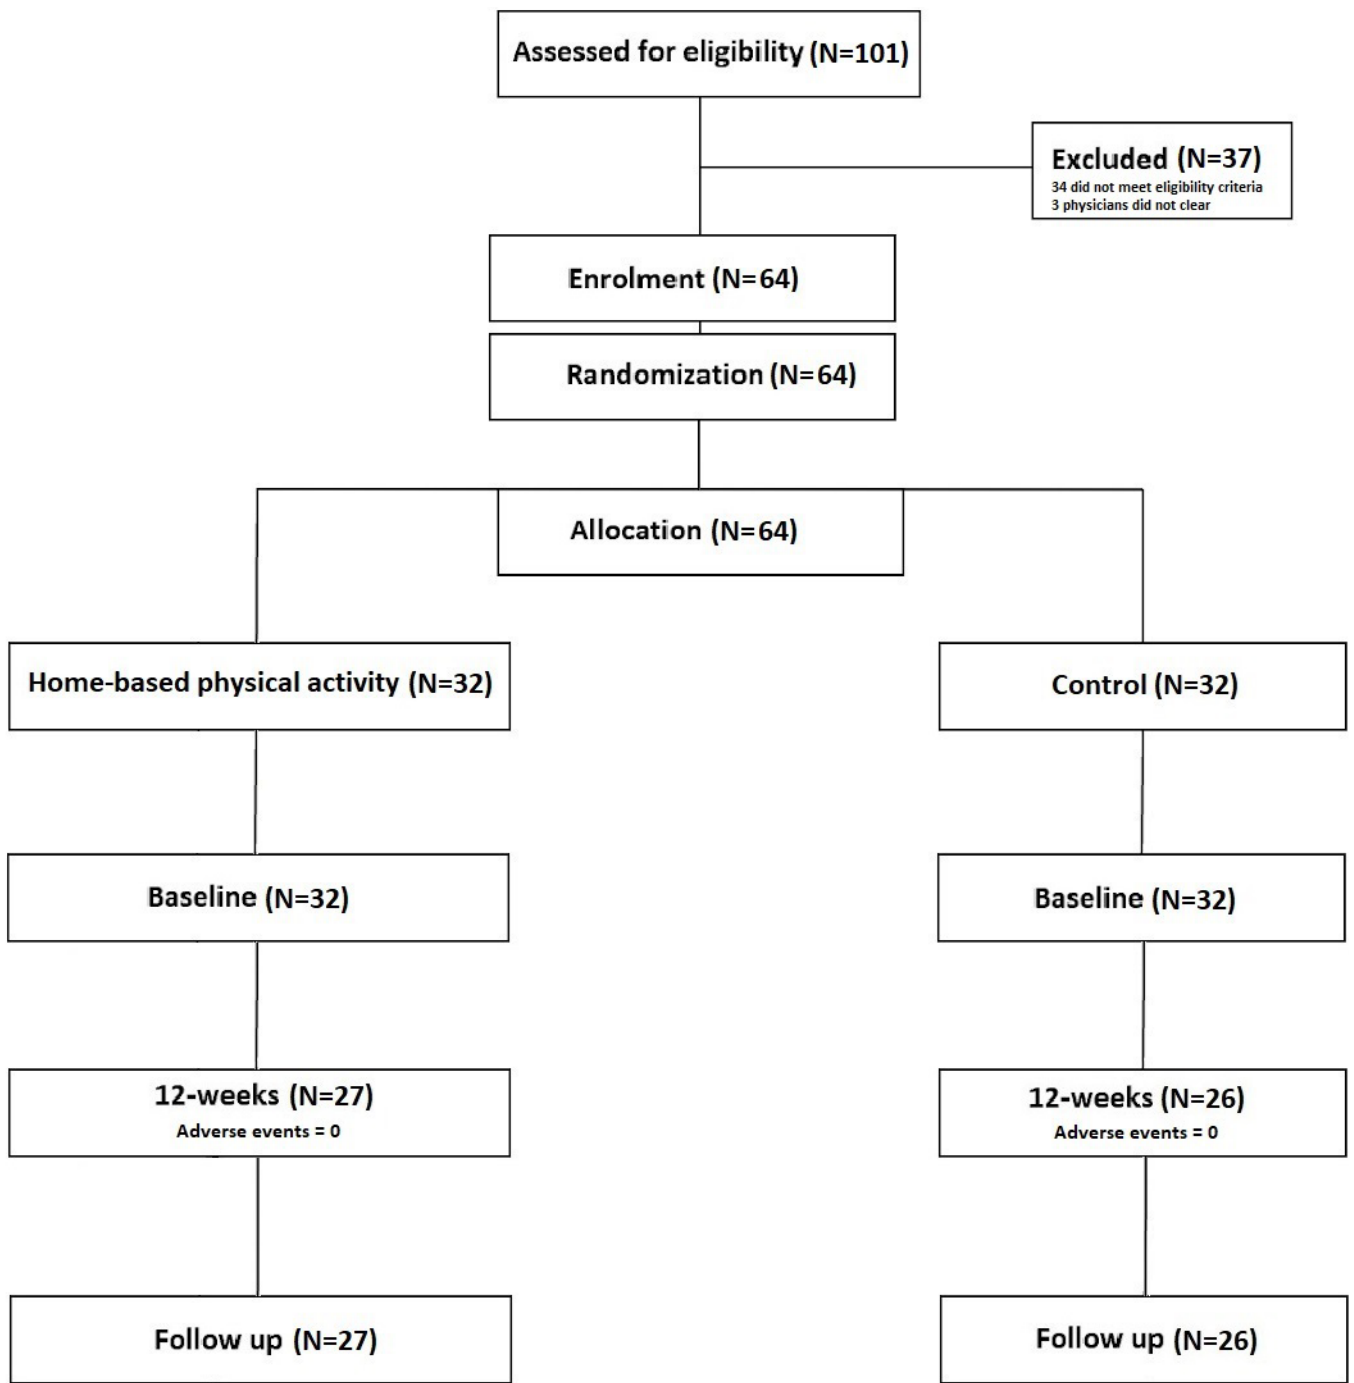 Assessed for eligibility (N=101)
Excluded (N=37)
34 did not meet eligibility criteria
3 physicians did not clear
Enrolment (N=64)
Randomization (N=64)
Allocation (N=64)
Home-based physical activity (N=32)
Control (N=32)
Baseline (N=32)
Baseline (N=32)
12-weeks (N=27)
Adverse events = 0
12-weeks (N=26)
Adverse events = 0
Follow up (N=27)
Follow up (N=26)